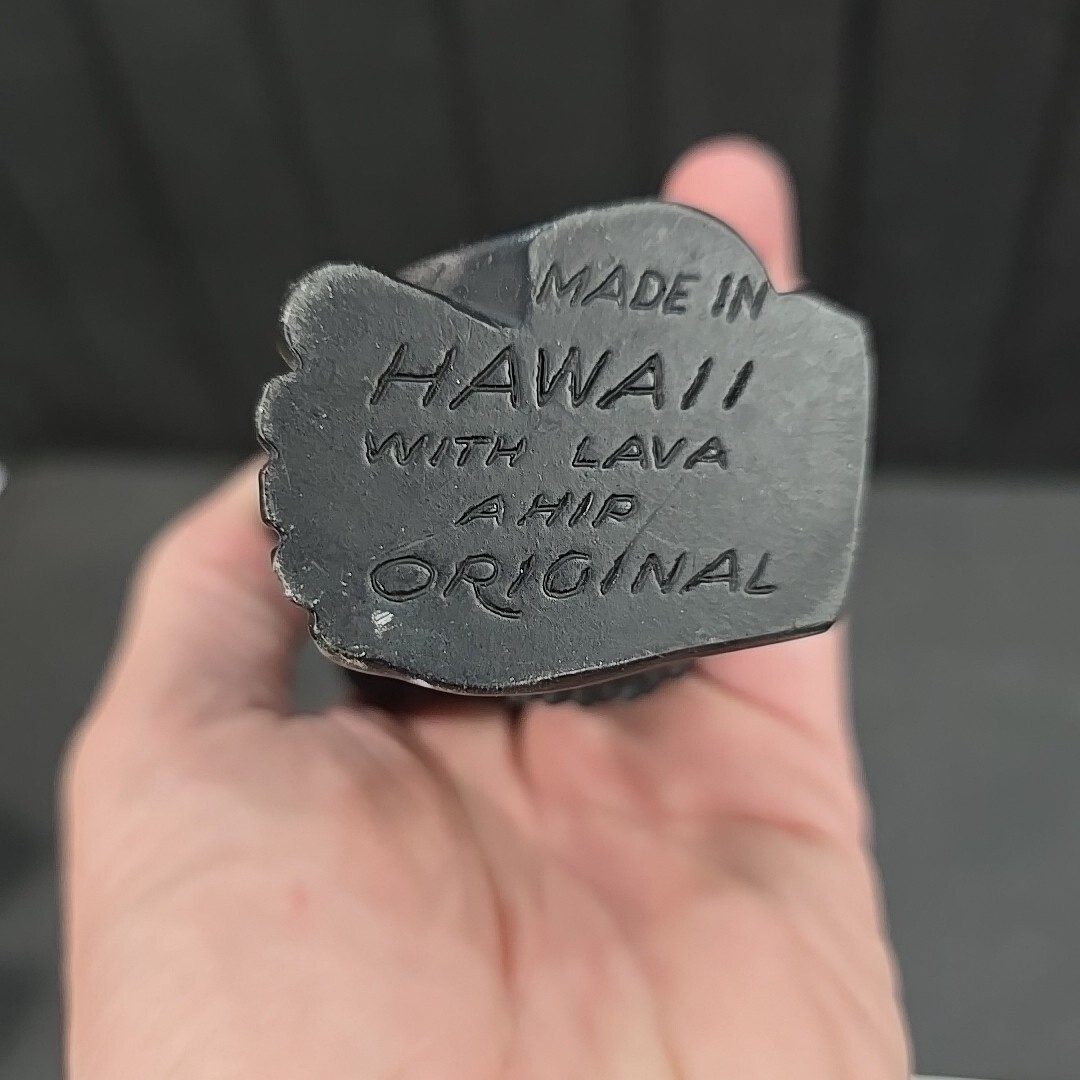 MADE IN
HAWAII
WITH LAVA
A HIP
ORIGINAL